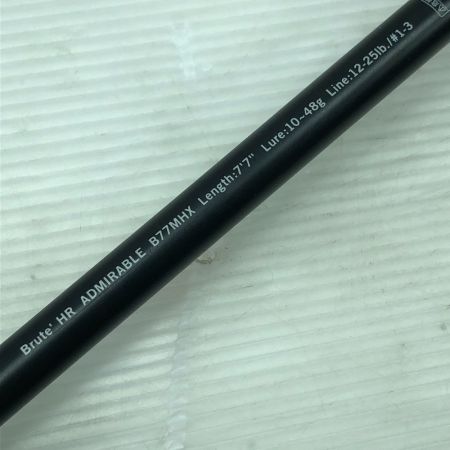 Brute' HR ADMIRABLE B77MHX Length:7'7" Lure:10~48g Line:12-25lb./#1-3